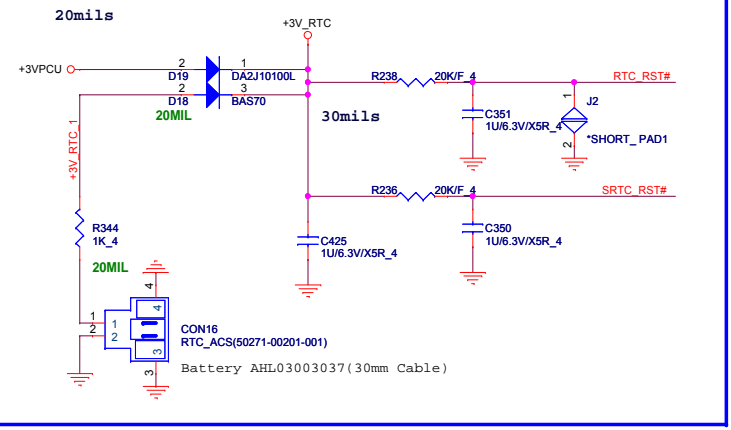 20mils
+3V_RTC
+3VPCU
2
1
D19
DA2J10100L
2
3
D18
BAS70
20MIL
30mils
R238
20K/F_4
RTC_RST#
C351
1U/6.3V/X5R_4
1
J2
2
*SHORT_ PAD1
+3V_RTC_1
R236
20K/F_4
SRTC_RST#
R344
1K_4
C425
1U/6.3V/X5R_4
C350
1U/6.3V/X5R_4
20MIL
4
4
1
1
2
2
3
3
CON16
RTC_ACS(50271-00201-001)
Battery AHL03003037(30mm Cable)